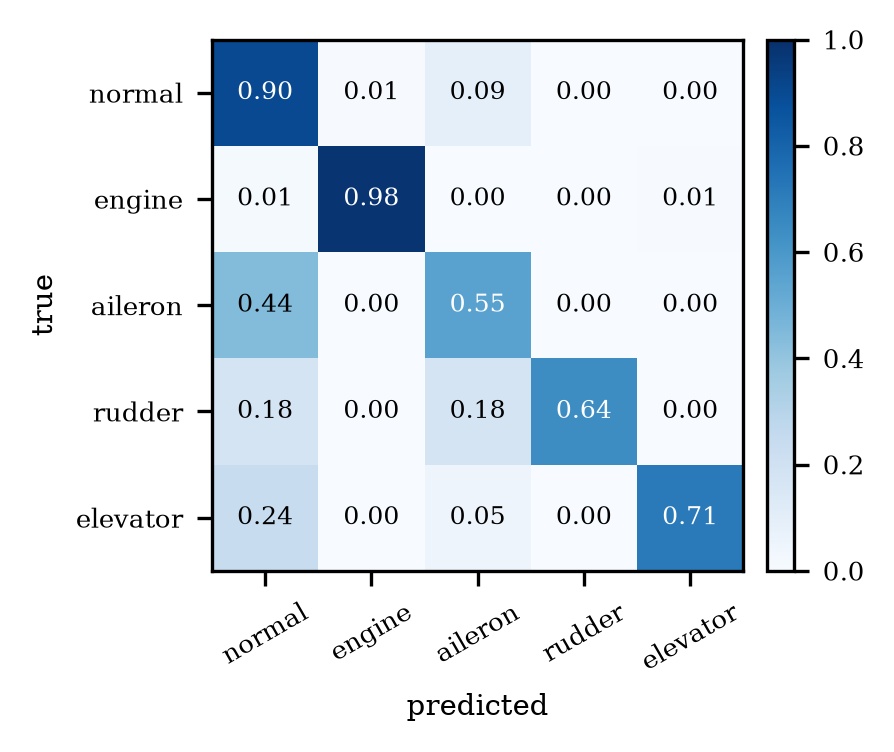 normal 0.90 0.01 0.09 0.00 0.00
engine 0.01 0.98 0.00 0.00 0.01
aileron 0.44 0.00 0.55 0.00 0.00
rudder 0.18 0.00 0.18 0.64 0.00
elevator 0.24 0.00 0.05 0.00 0.71
normal engine aileron rudder elevator
predicted
true
1.0
0.8
0.6
0.4
0.2
0.0